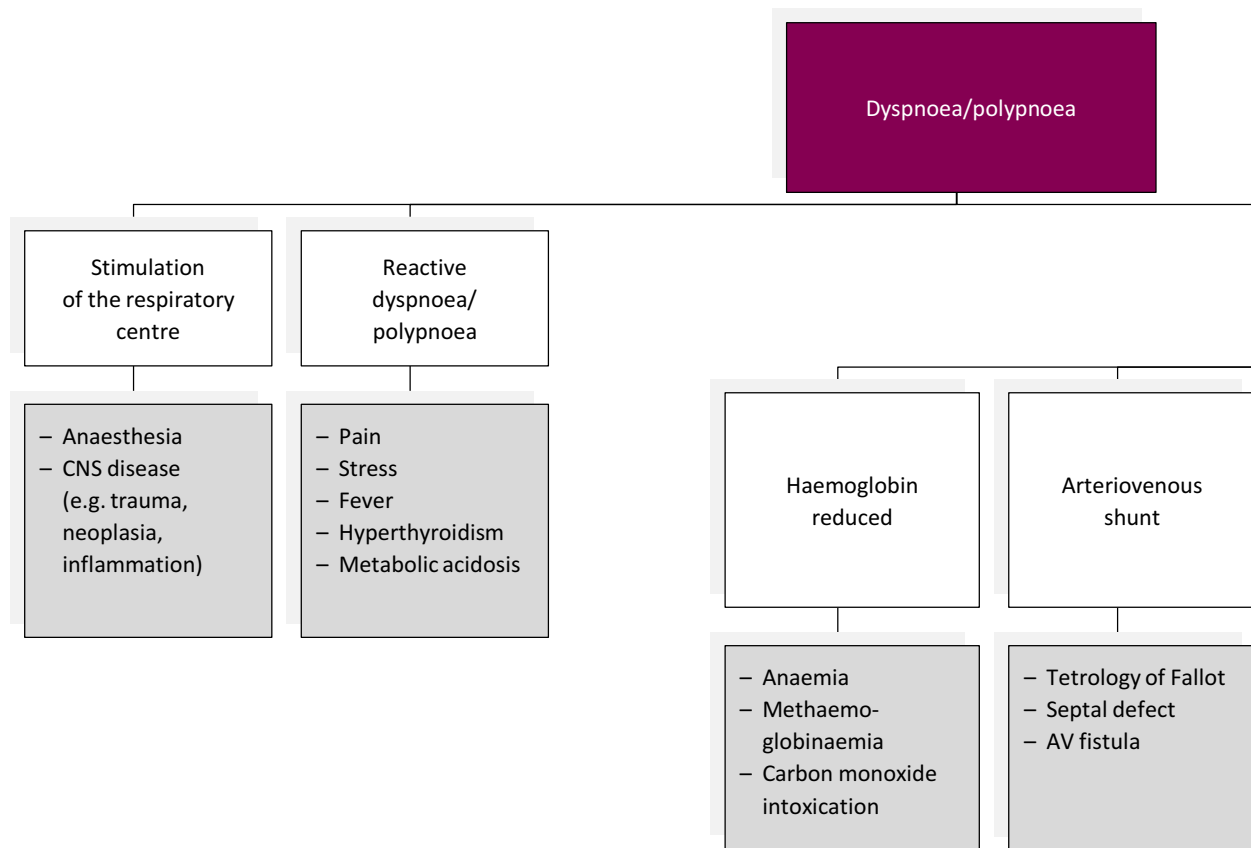 Dyspnoea/polypnoea
Stimulation
of the respiratory
centre
Reactive
dyspnoea/
polypnoea
– Anaesthesia
– CNS disease
(e.g. trauma,
neoplasia,
inflammation)
– Pain
– Stress
– Fever
– Hyperthyroidism
– Metabolic acidosis
Haemoglobin
reduced
Arteriovenous
shunt
– Anaemia
– Methaemo-
globinaemia
– Carbon monoxide
intoxication
– Tetrology of Fallot
– Septal defect
– AV fistula